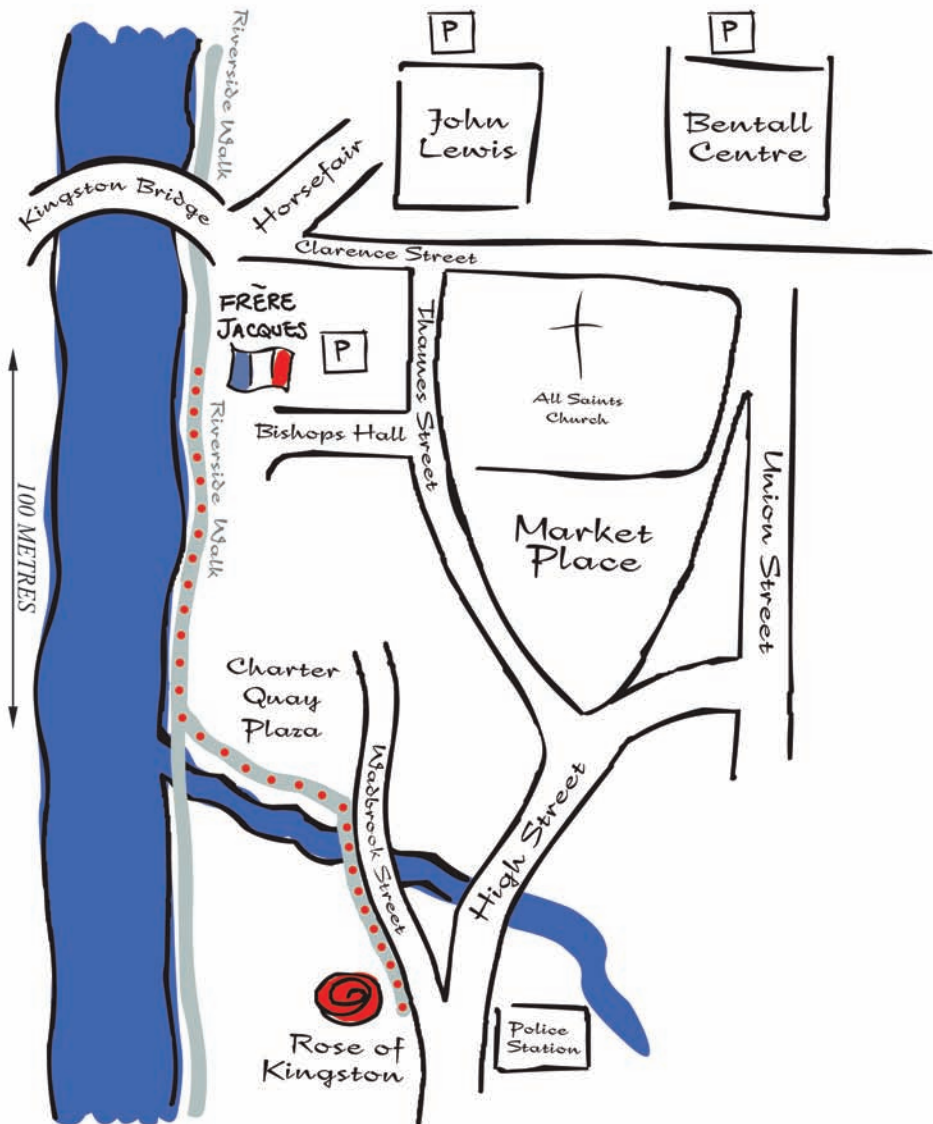 Riverside Walk
P
P
John
Lewis
Bentall
Centre
Kingston Bridge
Horsefair
Clarence Street
FRÈRE
JACQUES
P
Thames Street
All Saints
Church
Bishops Hall
Riverside Walk
100 METRES
Union Street
Market
Place
Charter
Quay
Plaza
Wadbrook Street
High Street
Rose of
Kingston
Police
Station